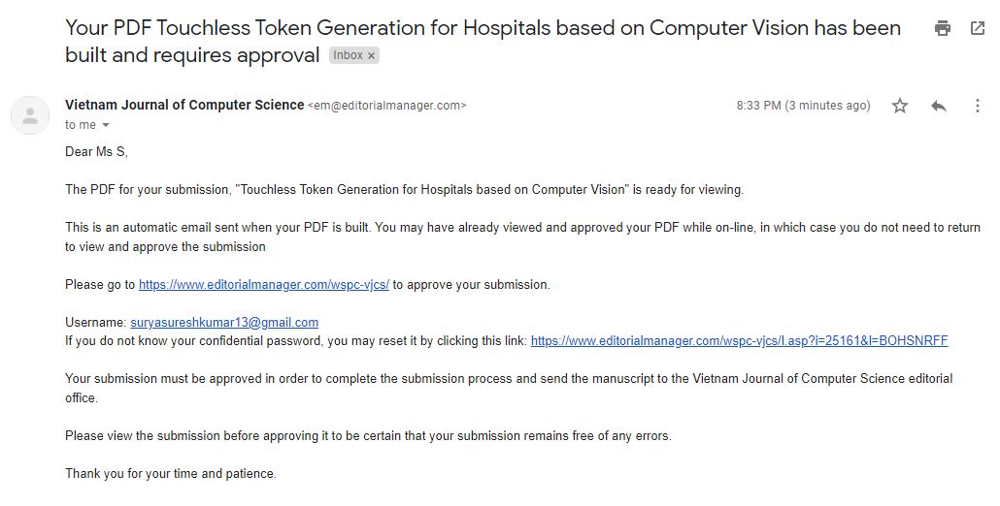 Your PDF Touchless Token Generation for Hospitals based on Computer Vision has been
built and requires approval Inbox ×
Vietnam Journal of Computer Science <em@editorialmanager.com> 8:33 PM (3 minutes ago)
to me
Dear Ms S,
The PDF for your submission, "Touchless Token Generation for Hospitals based on Computer Vision" is ready for viewing.
This is an automatic email sent when your PDF is built. You may have already viewed and approved your PDF while on-line, in which case you do not need to return
to view and approve the submission
Please go to https://www.editorialmanager.com/wspc-vjcs/ to approve your submission.
Username: suryasureshkumar13@gmail.com
If you do not know your confidential password, you may reset it by clicking this link: https://www.editorialmanager.com/wspc-vjcs/l.asp?i=25161&l=BOHSNRFF
Your submission must be approved in order to complete the submission process and send the manuscript to the Vietnam Journal of Computer Science editorial
office.
Please view the submission before approving it to be certain that your submission remains free of any errors.
Thank you for your time and patience.